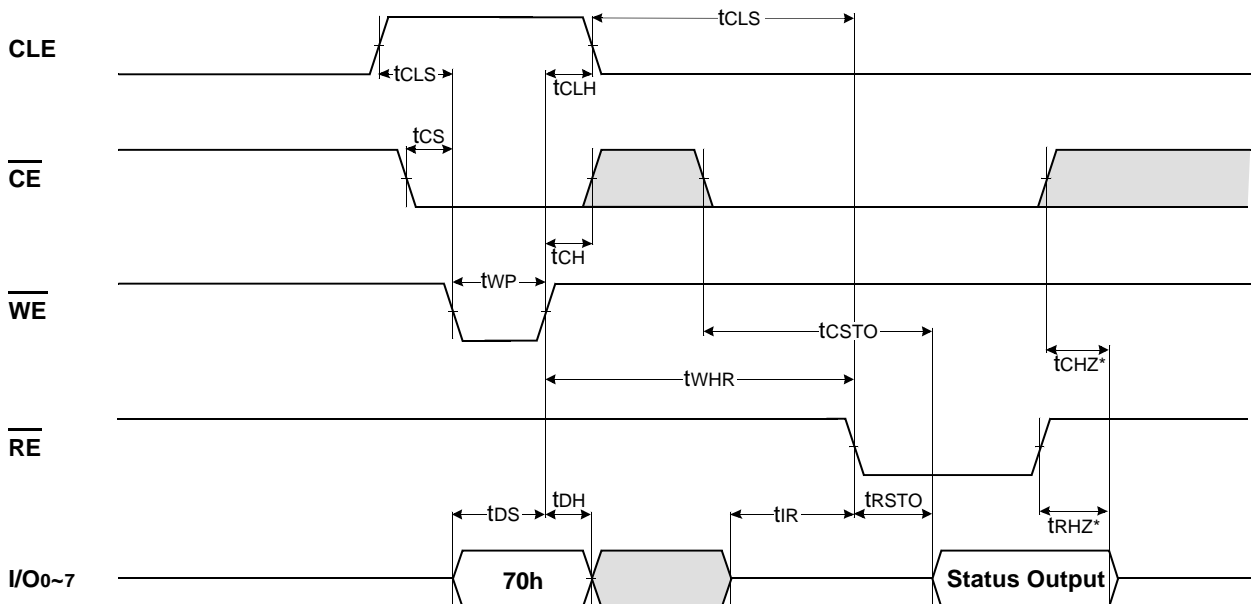 tCLS
CLE
tCLS
tCLH
tCS
CE
tCH
tWP
WE
tCSTO
tCHZ*
tWHR
RE
tDH
tDS
tIR
tRSTO
tRHZ*
I/O0~7
70h
Status Output